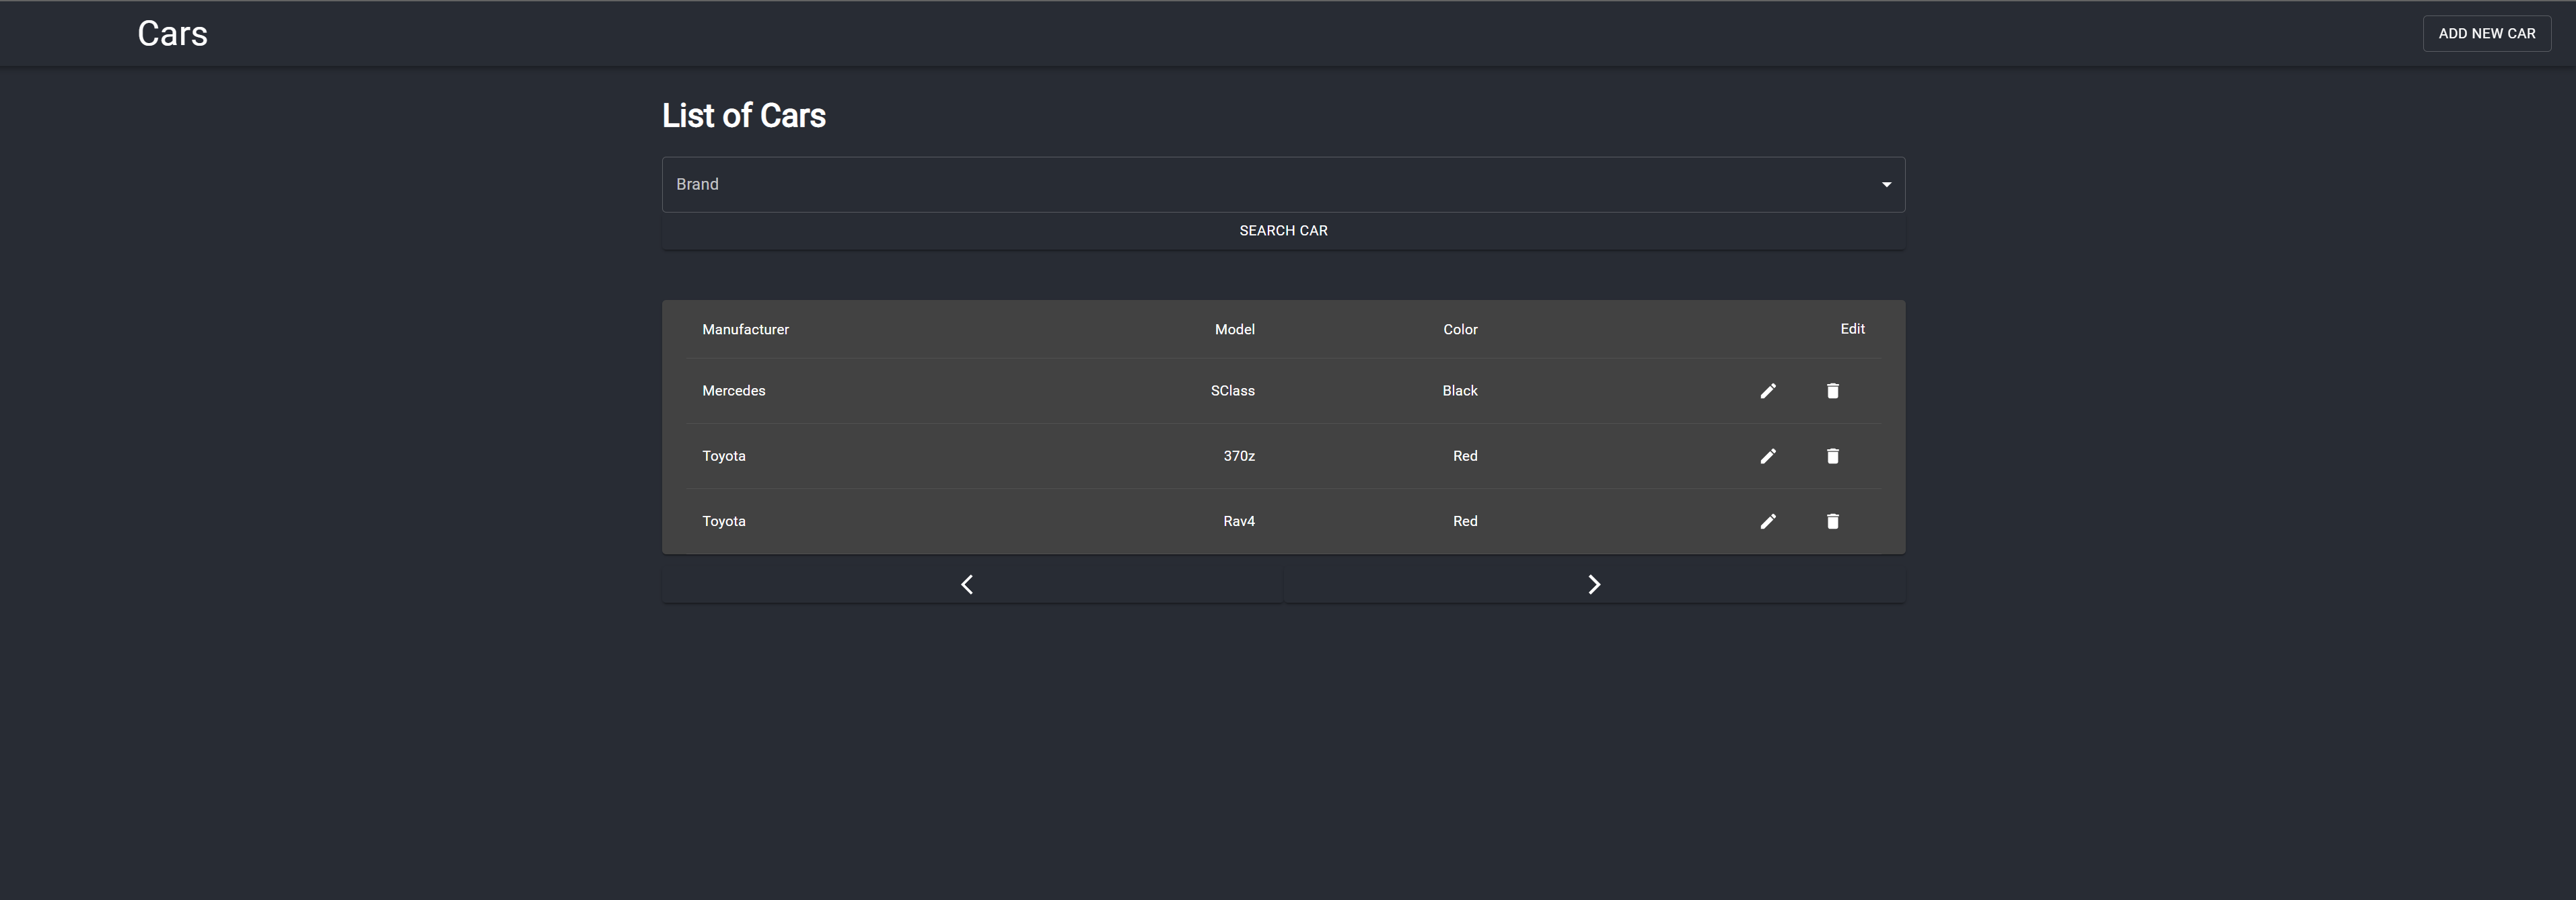 Cars
ADD NEW CAR
List of Cars
Brand
SEARCH CAR
Manufacturer Model Color Edit
Mercedes SClass Black
Toyota 370z Red
Toyota Rav4 Red